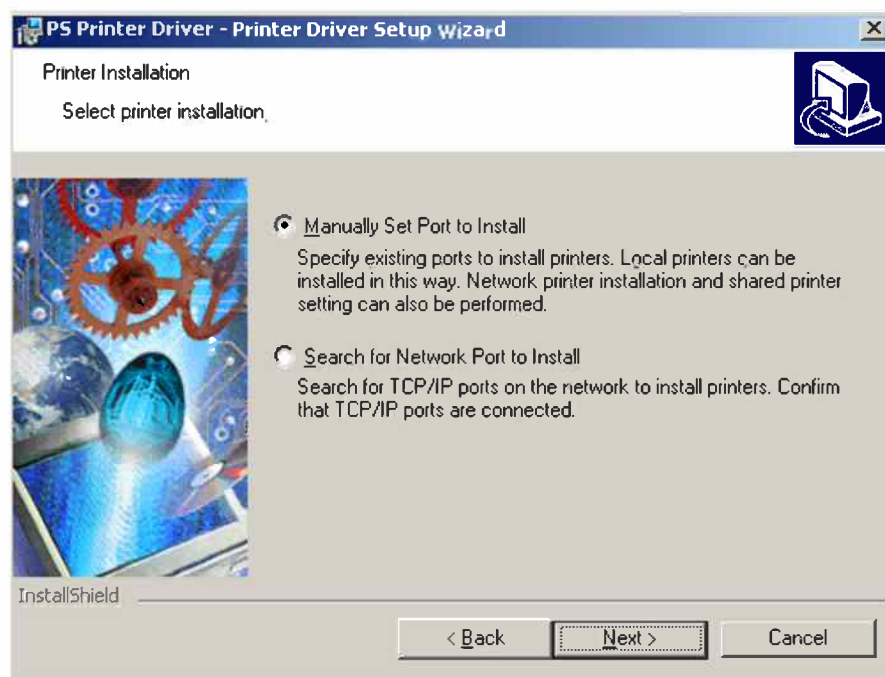 PS Printer Driver - Printer Driver Setup Wizard
Printer Installation
Select printer installation.
Manually Set Port to Install
Specify existing ports to install printers. Local printers can be
installed in this way. Network printer installation and shared printer
setting can also be performed.
Search for Network Port to Install
Search for TCP/IP ports on the network to install printers. Confirm
that TCP/IP ports are connected.
InstallShield
< Back
Next >
Cancel